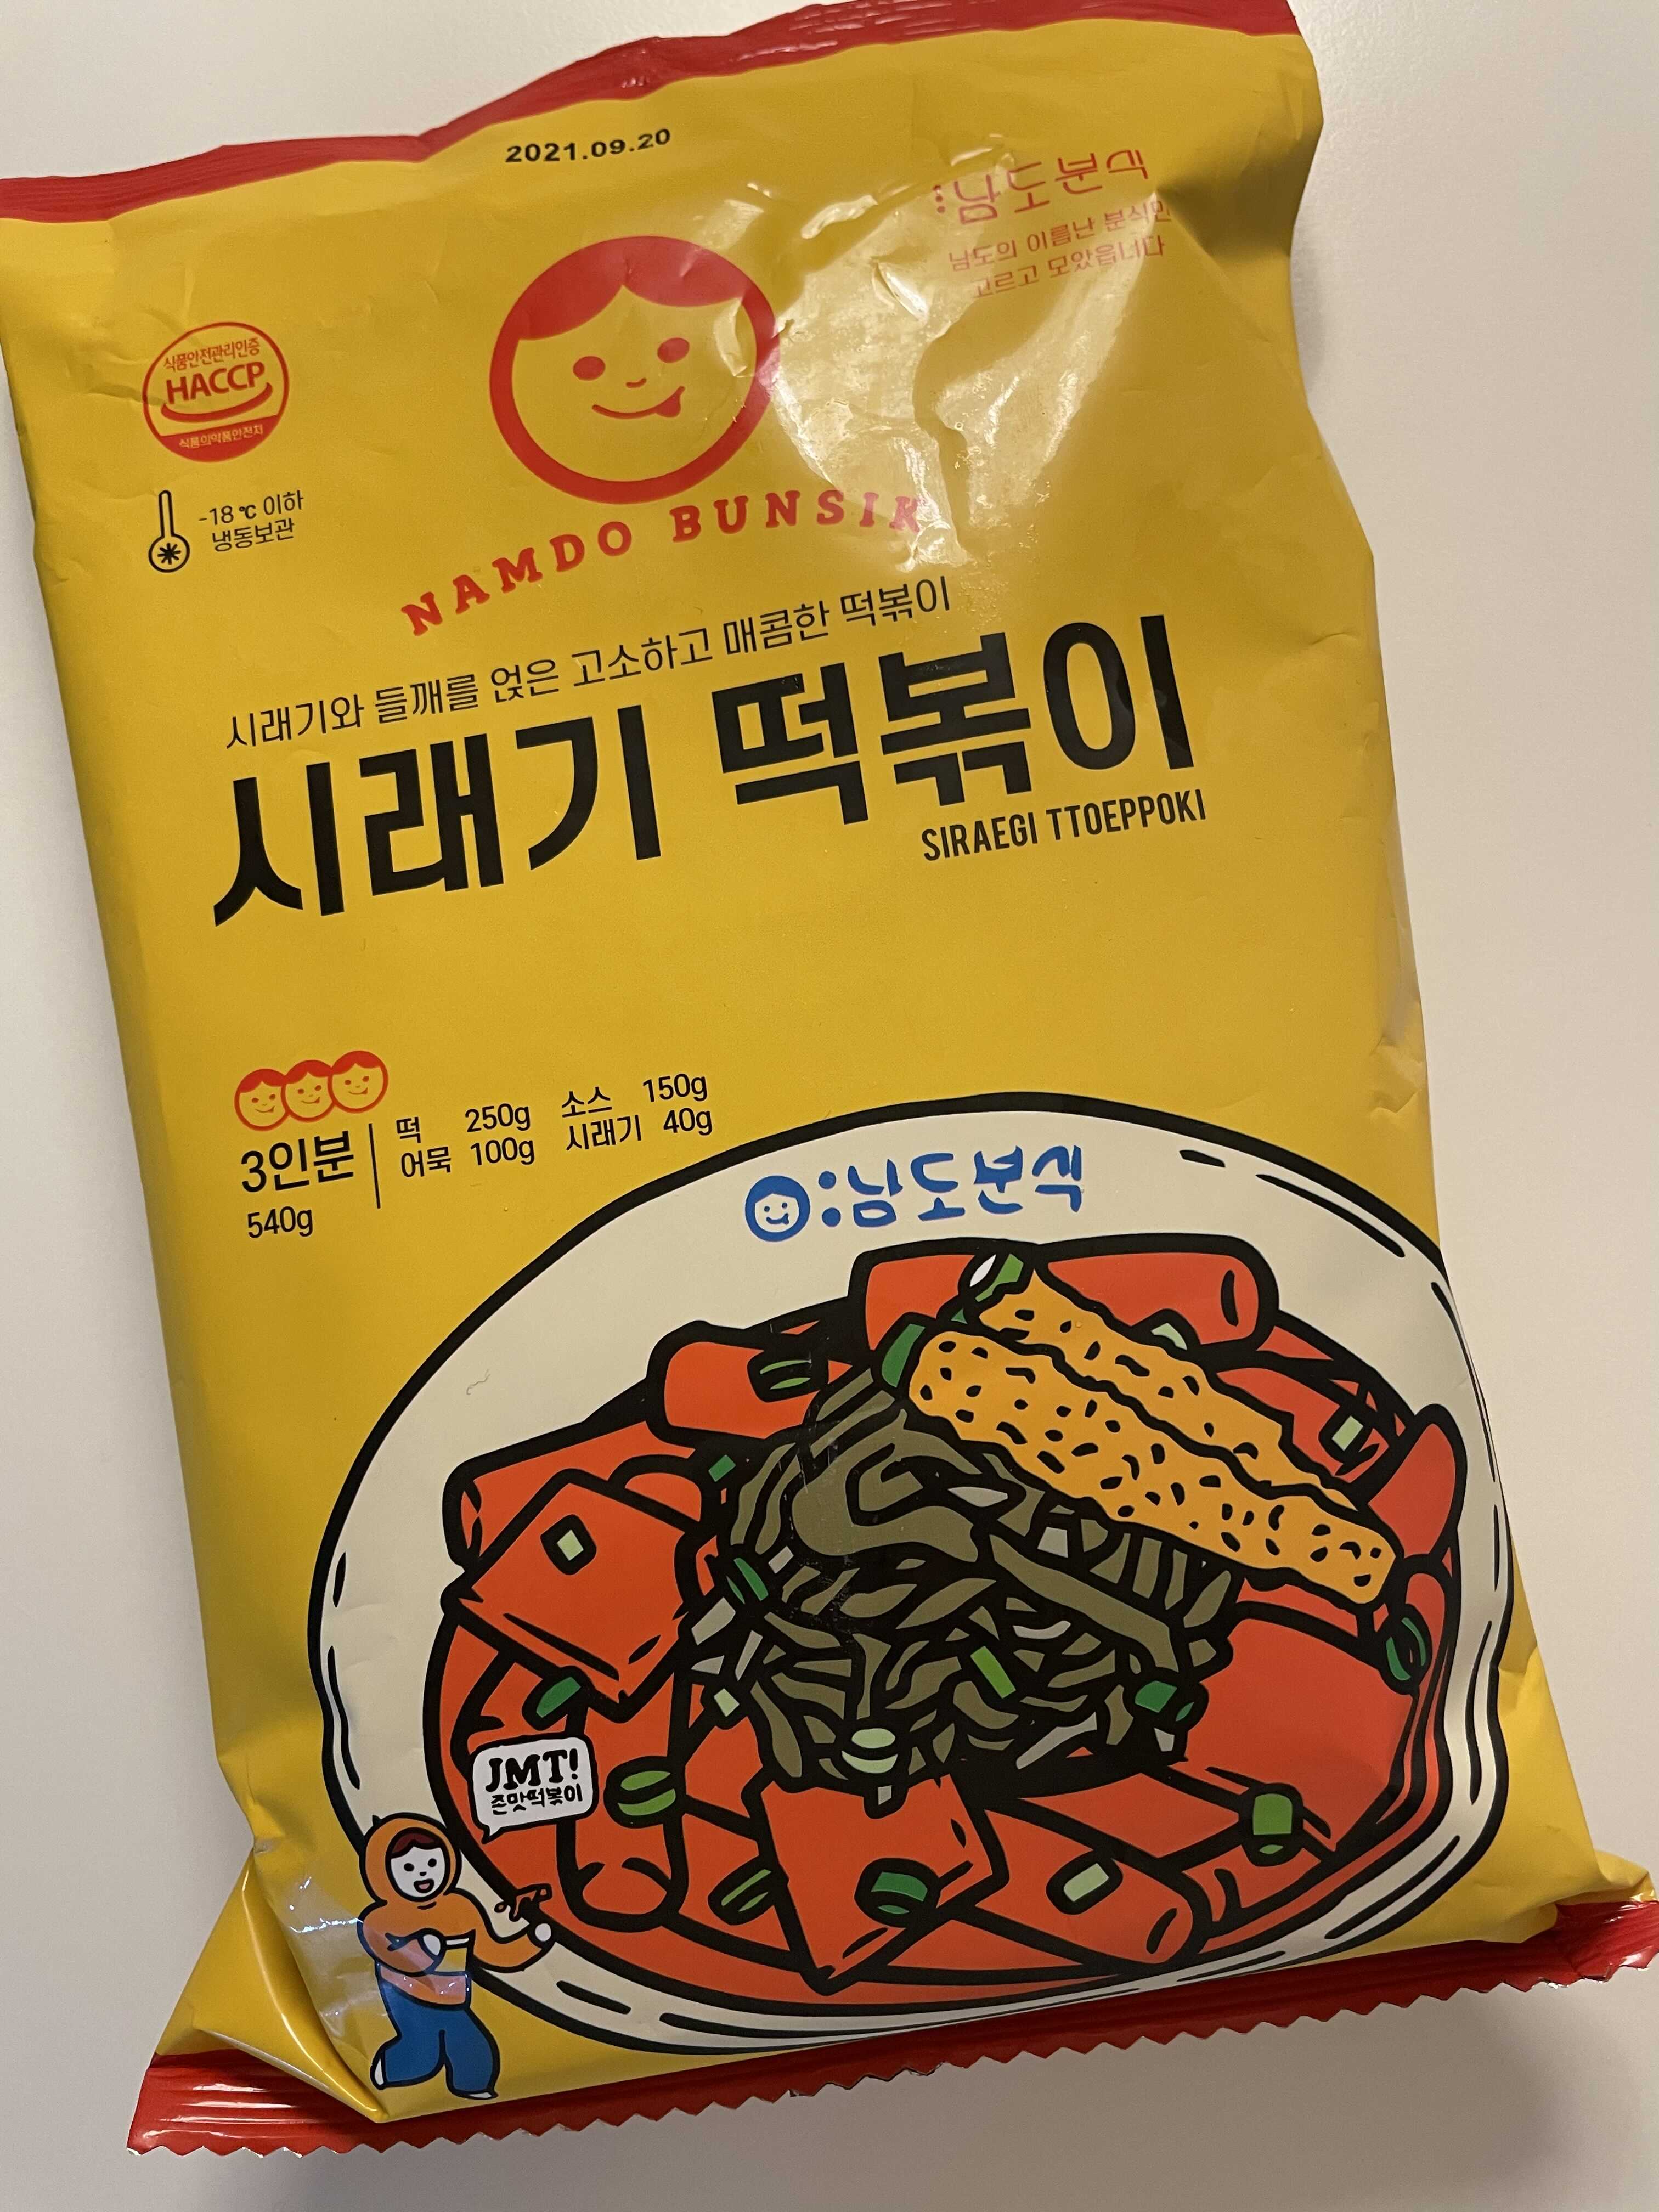 2021.09.20
:남도분식
남도의 이름난 분식만
고르고 모았읍니다
식품안전관리인증
HACCP
식품의약품안전처
-18℃ 이하
냉동보관
NAMDO BUNSIK
시래기와 들깨를 얹은 고소하고 매콤한 떡볶이
시래기 떡볶이
SIRAEGI TTOEPPOKI
3인분
540g
떡 250g 소스 150g
어묵 100g 시래기 40g
:남도분식
JMT!
존맛떡볶이